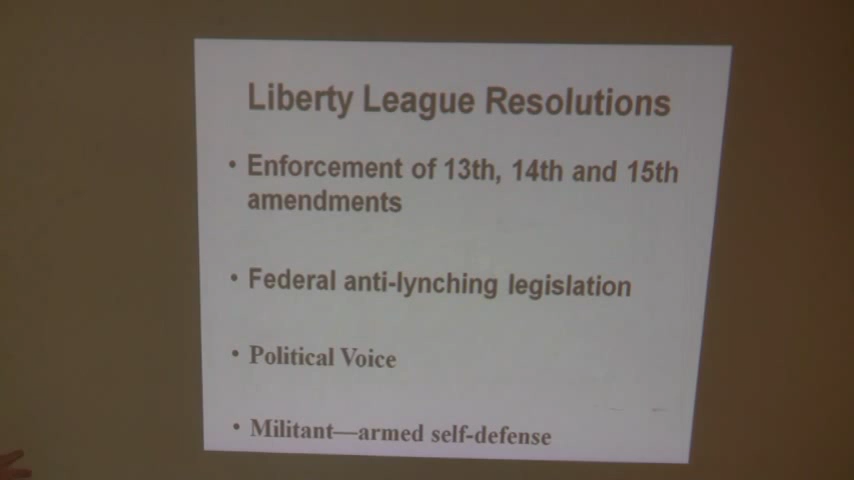 Liberty League Resolutions
• Enforcement of 13th, 14th and 15th
amendments
• Federal anti-lynching legislation
• Political Voice
• Militant—armed self-defense